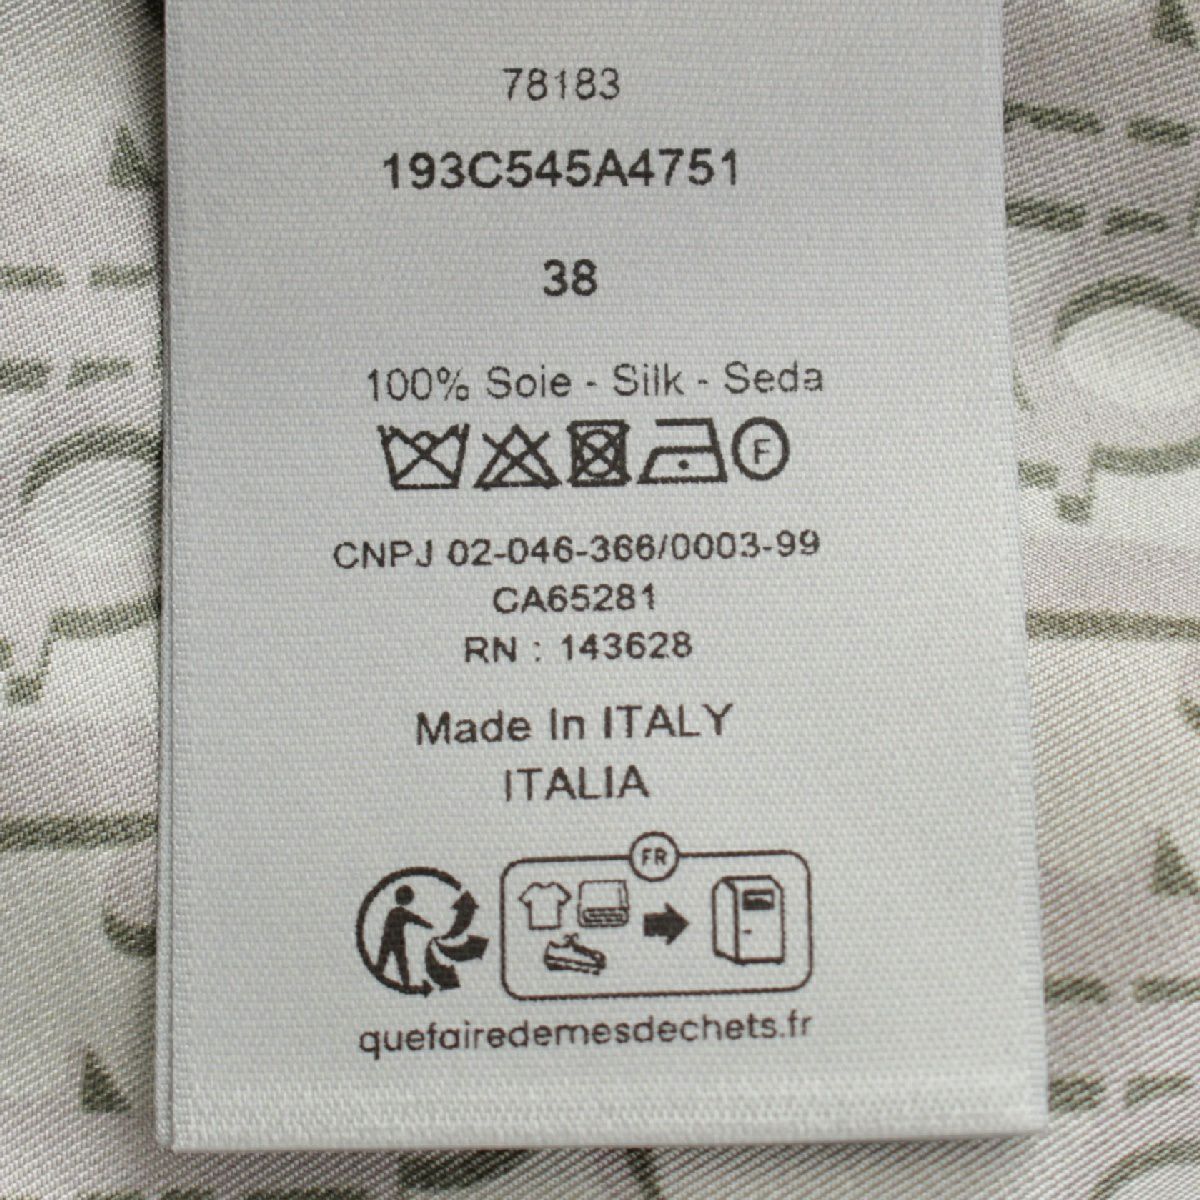 78183
193C545A4751
38
100% Soie - Silk - Seda
F
CNPJ 02-046-366/0003-99
CA65281
RN : 143628
Made In ITALY
ITALIA
FR
quefairedemesdechets.fr